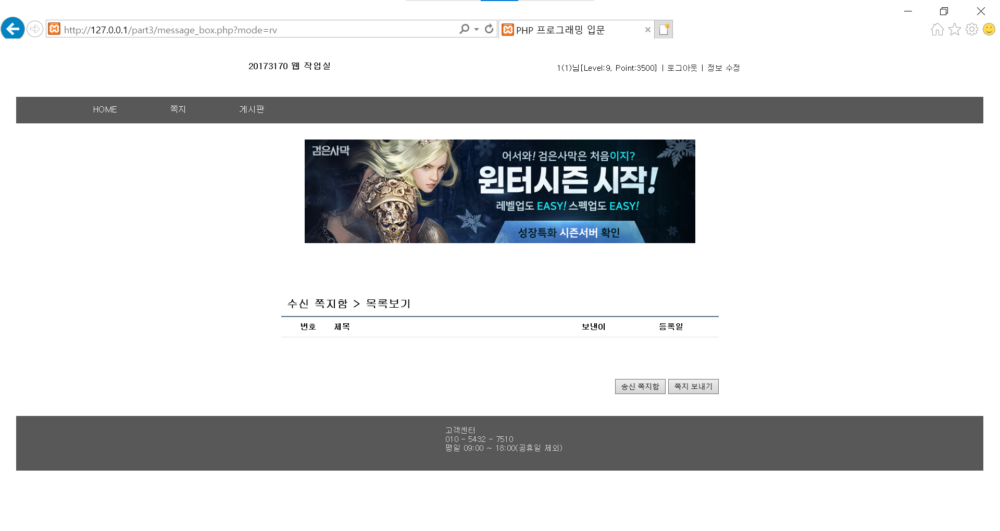 http://127.0.0.1/part3/message_box.php?mode=rv
PHP 프로그래밍 입문
20173170 웹 작업실
1(1)님[Level:9, Point:3500] | 로그아웃 | 정보 수정
HOME 쪽지 게시판
검은사막
어서와! 검은사막은 처음이지?
윈터시즌 시작!
레벨업도 EASY! 스펙업도 EASY!
성장특화 시즌서버 확인
수신 쪽지함 > 목록보기
번호 제목 보낸이 등록일
송신 쪽지함 쪽지 보내기
고객센터
010 - 5432 - 7510
평일 09:00 ~ 18:00(공휴일 제외)